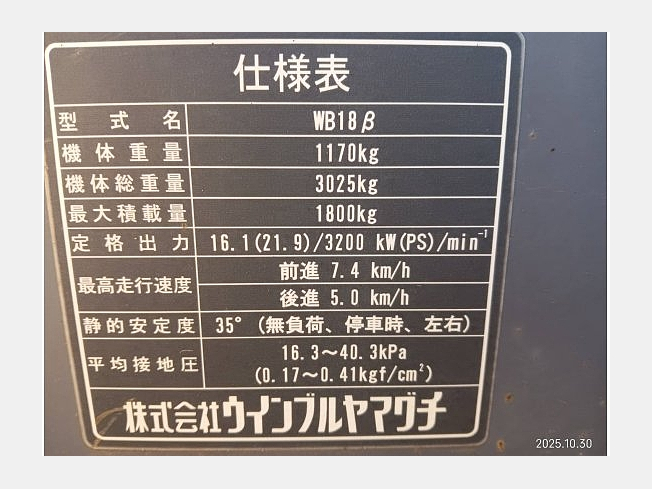 仕様表
型式名 WB18β
機体重量 1170kg
機体総重量 3025kg
最大積載量 1800kg
定格出力 16.1(21.9)/3200 kW(PS)/min⁻¹
最高走行速度 前進 7.4 km/h
後進 5.0 km/h
静的安定度 35° (無負荷、停車時、左右)
平均接地圧 16.3～40.3kPa
(0.17～0.41kgf/cm²)
株式会社ウインブルヤマグチ
2025.10.30